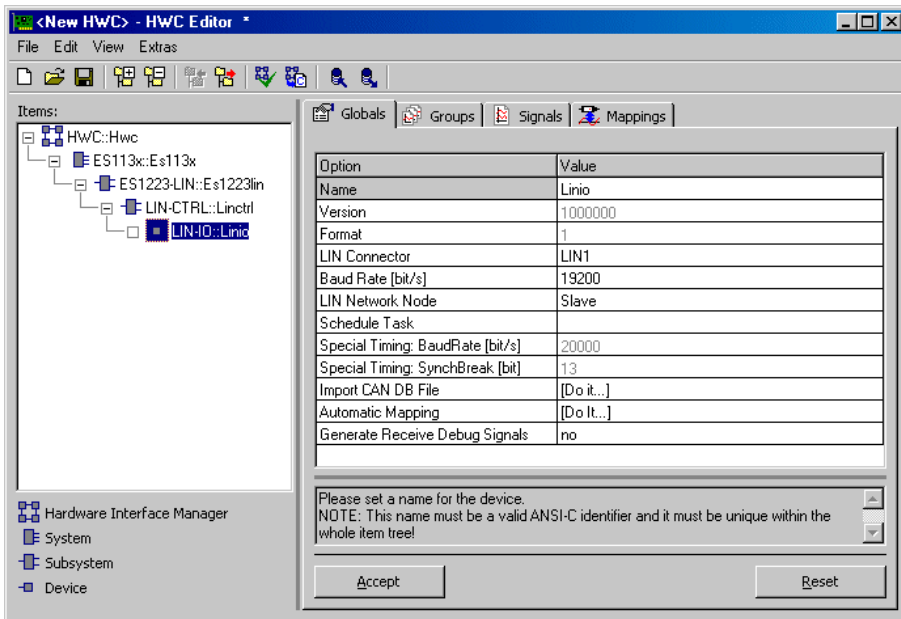 <New HWC> - HWC Editor *
File Edit View Extras
Items:
HWC::Hwc
ES113x::Es113x
ES1223-LIN::Es1223lin
LIN-CTRL::Linctrl
LIN-IO::Linio
Hardware Interface Manager
System
Subsystem
Device
Globals Groups Signals Mappings
Option Value
Name Linio
Version 1000000
Format 1
LIN Connector LIN1
Baud Rate [bit/s] 19200
LIN Network Node Slave
Schedule Task
Special Timing: BaudRate [bit/s] 20000
Special Timing: SynchBreak [bit] 13
Import CAN DB File [Do it...]
Automatic Mapping [Do It...]
Generate Receive Debug Signals no
Please set a name for the device.
NOTE: This name must be a valid ANSI-C identifier and it must be unique within the
whole item tree!
Accept Reset